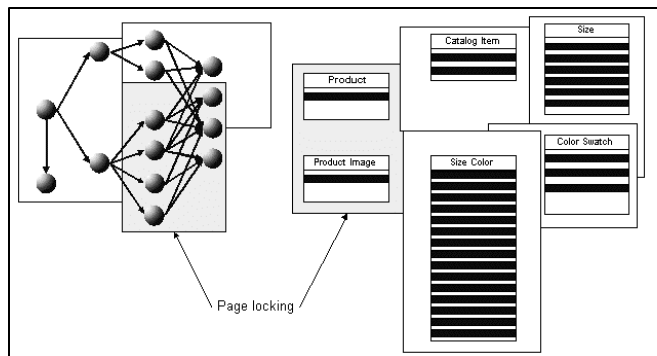 Catalog Item
Size
Product
Color Swatch
Product Image
Size Color
Page locking